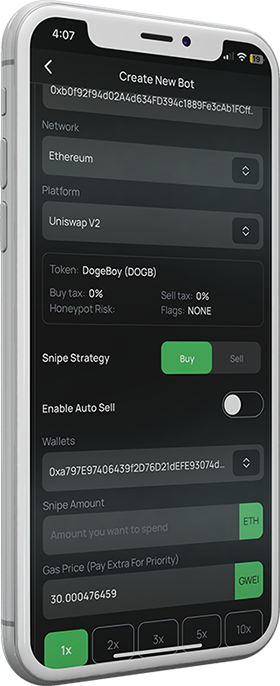 4:07
19
Create New Bot
0xb0f92f94d02A4d634FD394c1889Fe3cAb1FCff..
Network
Ethereum
Platform
Uniswap V2
Token: DogeBoy (DOGB)
Buy tax: 0% Sell tax: 0%
Honeypot Risk: Flags: NONE
Snipe Strategy Buy Sell
Enable Auto Sell
Wallets
0xa797E97406439f2D76D21dEFE93074d...
Snipe Amount
Amount you want to spend ETH
Gas Price (Pay Extra For Priority)
30.000476459 GWEI
1x 2x 3x 5x 10x